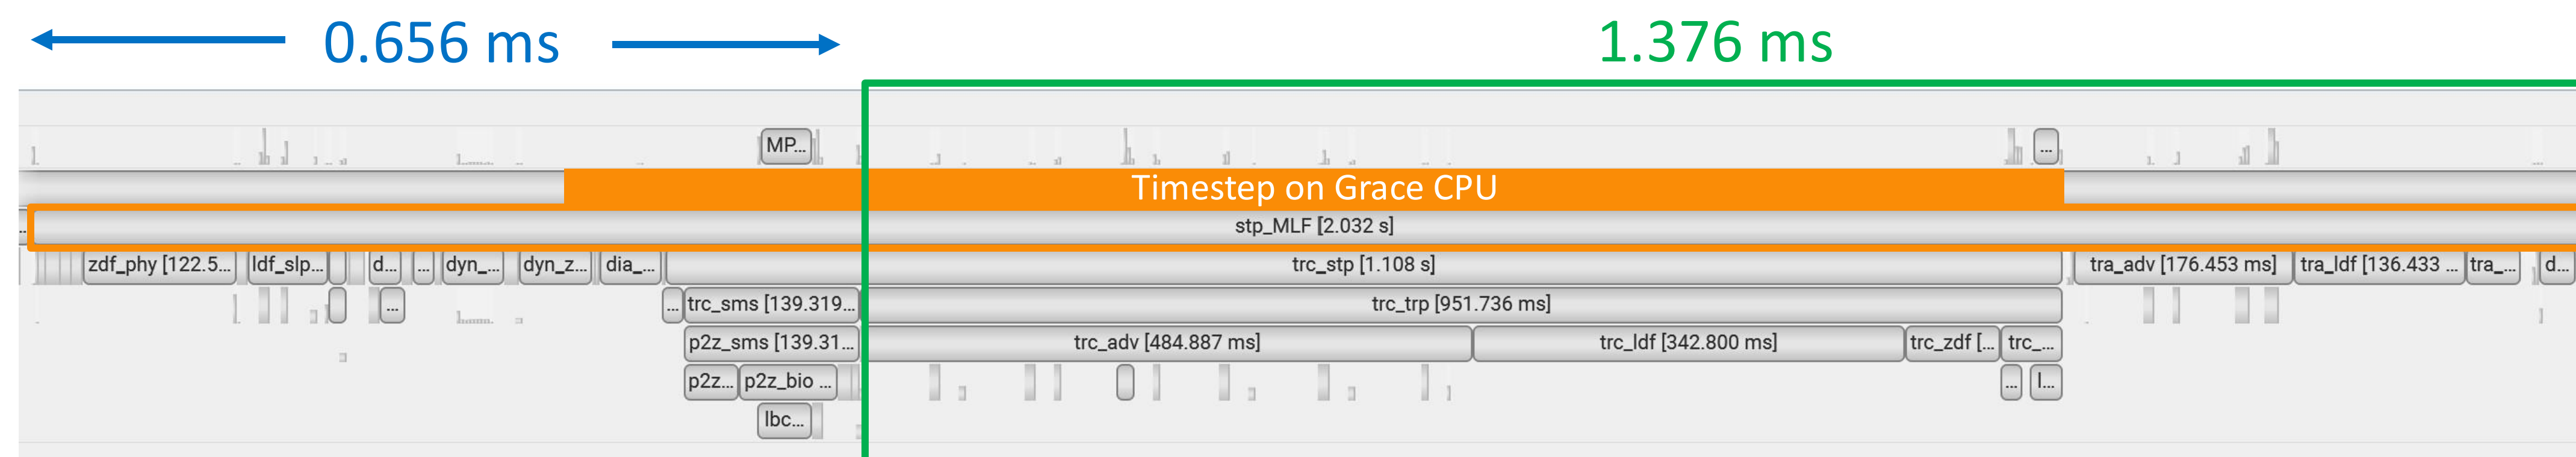 0.656 ms 1.376 ms
MP... ...
Timestep on Grace CPU
... stp_MLF [2.032 s]
zdf_phy [122.5... ldf_slp... d... ... dyn_... dyn_z... dia_... trc_stp [1.108 s] tra_adv [176.453 ms] tra_ldf [136.433 ... tra_... d...
... ... trc_sms [139.319... trc_trp [951.736 ms]
p2z_sms [139.31... trc_adv [484.887 ms] trc_ldf [342.800 ms] trc_zdf [... trc_...
p2z... p2z_bio ... ... l...
lbc...